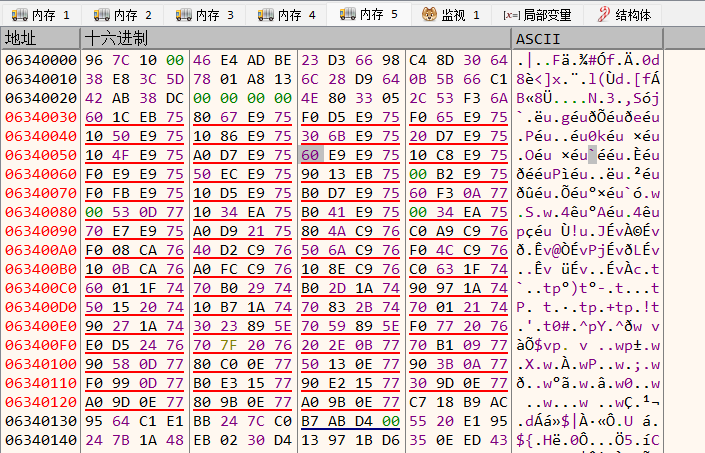 内存 1 内存 2 内存 3 内存 4 内存 5 监视 1 [x=] 局部变量 结构体
地址 十六进制 ASCII
06340000 96 7C 10 00 46 E4 AD BE 23 D3 66 98 C4 8D 30 64 .|..Fä.¾#Óf.Ä.0d
06340010 38 E8 3C 5D 78 01 A8 13 6C 28 D9 64 0B 5B 66 C1 8è<]x.¨.l(Ùd.[fÁ
06340020 42 AB 38 DC 00 00 00 00 4E 80 33 05 2C 53 F3 6A B«8Ü....N.3.,Sój
06340030 60 1C EB 75 80 67 E9 75 F0 D5 E9 75 F0 65 E9 75 `.ëu.géuðÕéuðeéu
06340040 10 50 E9 75 10 86 E9 75 30 6B E9 75 20 D7 E9 75 .Péu..éu0kéu ×éu
06340050 10 4F E9 75 A0 D7 E9 75 60 E9 E9 75 10 C8 E9 75 .Oéu ×éu`ééu.Èéu
06340060 F0 E9 E9 75 50 EC E9 75 90 13 EB 75 00 B2 E9 75 ðééuPìéu..ëu.²éu
06340070 F0 FB E9 75 10 D5 E9 75 B0 D7 E9 75 60 F3 0A 77 ðûéu.Õéu°×éu`ó.w
06340080 00 53 0D 77 10 34 EA 75 B0 41 E9 75 00 34 EA 75 .S.w.4êu°Aéu.4êu
06340090 70 E7 E9 75 A0 D9 21 75 80 4A C9 76 C0 A9 C9 76 pçéu Ù!u.JÉvÀ©Év
063400A0 F0 08 CA 76 40 D2 C9 76 50 6A C9 76 F0 4C C9 76 ð.Êv@ÒÉvPjÉvðLÉv
063400B0 10 0B CA 76 A0 FC C9 76 10 8E C9 76 C0 63 1F 74 ..Êv üÉv..ÉvÀc.t
063400C0 60 01 1F 74 70 B0 29 74 B0 2D 1A 74 90 97 1A 74 `..tp°)t°-.t...t
063400D0 50 15 20 74 10 B7 1A 74 70 83 2B 74 70 01 21 74 P. t.·.tp.+tp.!t
063400E0 90 27 1A 74 30 23 89 5E 70 59 89 5E F0 77 20 76 .'.t0#.^pY.^ðw v
063400F0 E0 D5 24 76 70 7F 20 76 20 2E 0B 77 70 B1 09 77 àÕ$vp. v ..wp±.w
06340100 90 58 0D 77 80 C0 0E 77 50 13 0E 77 90 3B 0A 77 .X.w.À.wP..w.;.w
06340110 F0 99 0D 77 B0 E3 15 77 90 E2 15 77 30 9D 0E 77 ð..w°ã.w.â.w0..w
06340120 A0 9D 0E 77 80 9B 0E 77 A0 9B 0E 77 C7 18 B9 AC ..w...w ..wÇ.¹¬
06340130 95 64 C1 E1 BB 24 7C C0 B7 AB D4 00 55 20 E1 95 .dÁá»$|À·«Ô.U á.
06340140 24 7B 1A 48 EB 02 30 D4 13 97 1B D6 35 0E ED 43 ${.Hë.0Ô...Ö5.íC